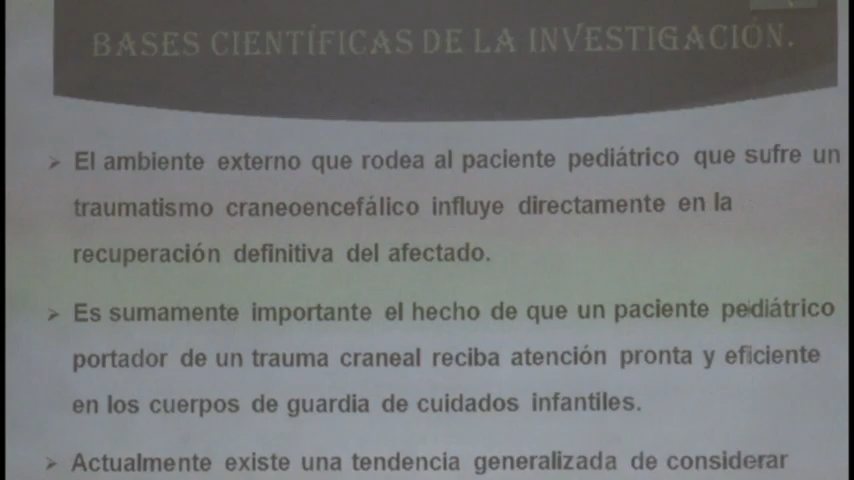 BASES CIENTÍFICAS DE LA INVESTIGACIÓN.
➢ El ambiente externo que rodea al paciente pediátrico que sufre un
traumatismo craneoencefálico influye directamente en la
recuperación definitiva del afectado.
➢ Es sumamente importante el hecho de que un paciente pediátrico
portador de un trauma craneal reciba atención pronta y eficiente
en los cuerpos de guardia de cuidados infantiles.
➢ Actualmente existe una tendencia generalizada de considerar